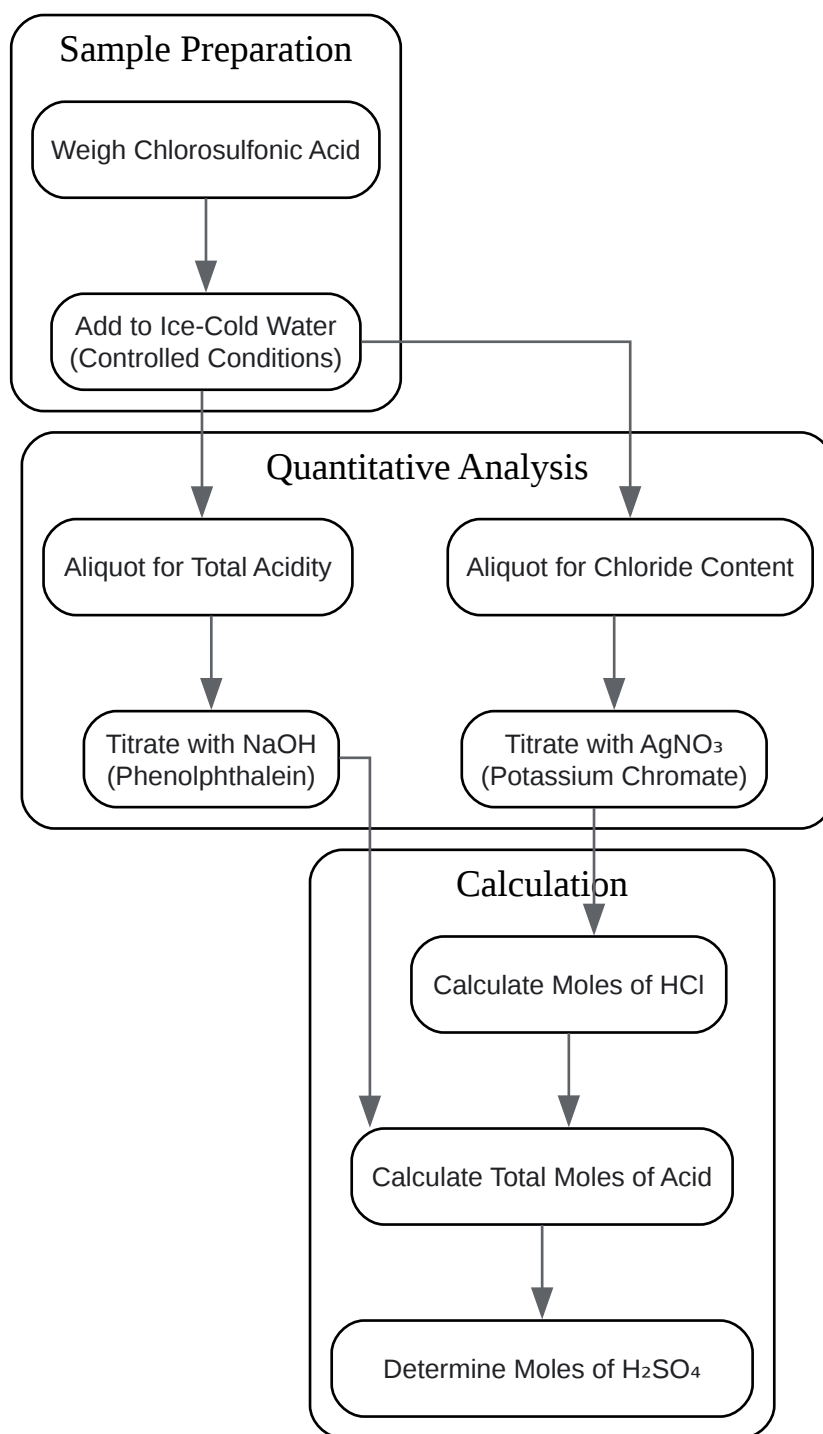 Sample Preparation
Weigh Chlorosulfonic Acid
Add to Ice-Cold Water
(Controlled Conditions)
Quantitative Analysis
Aliquot for Total Acidity
Aliquot for Chloride Content
Titrate with NaOH
(Phenolphthalein)
Titrate with AgNO₃
(Potassium Chromate)
Calculation
Calculate Moles of HCl
Calculate Total Moles of Acid
Determine Moles of H₂SO₄